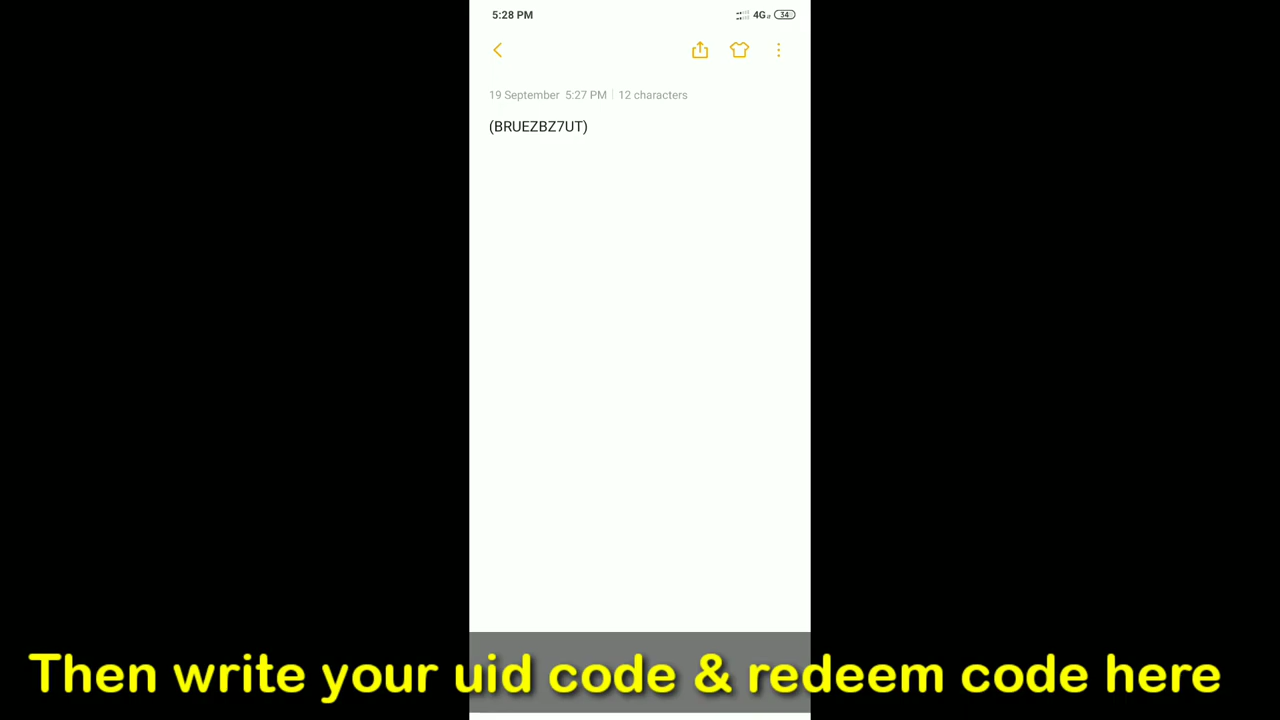 5:28 PM 4G 34
19 September 5:27 PM | 12 characters
(BRUEZBZ7UT)
Then write your uid code & redeem code here